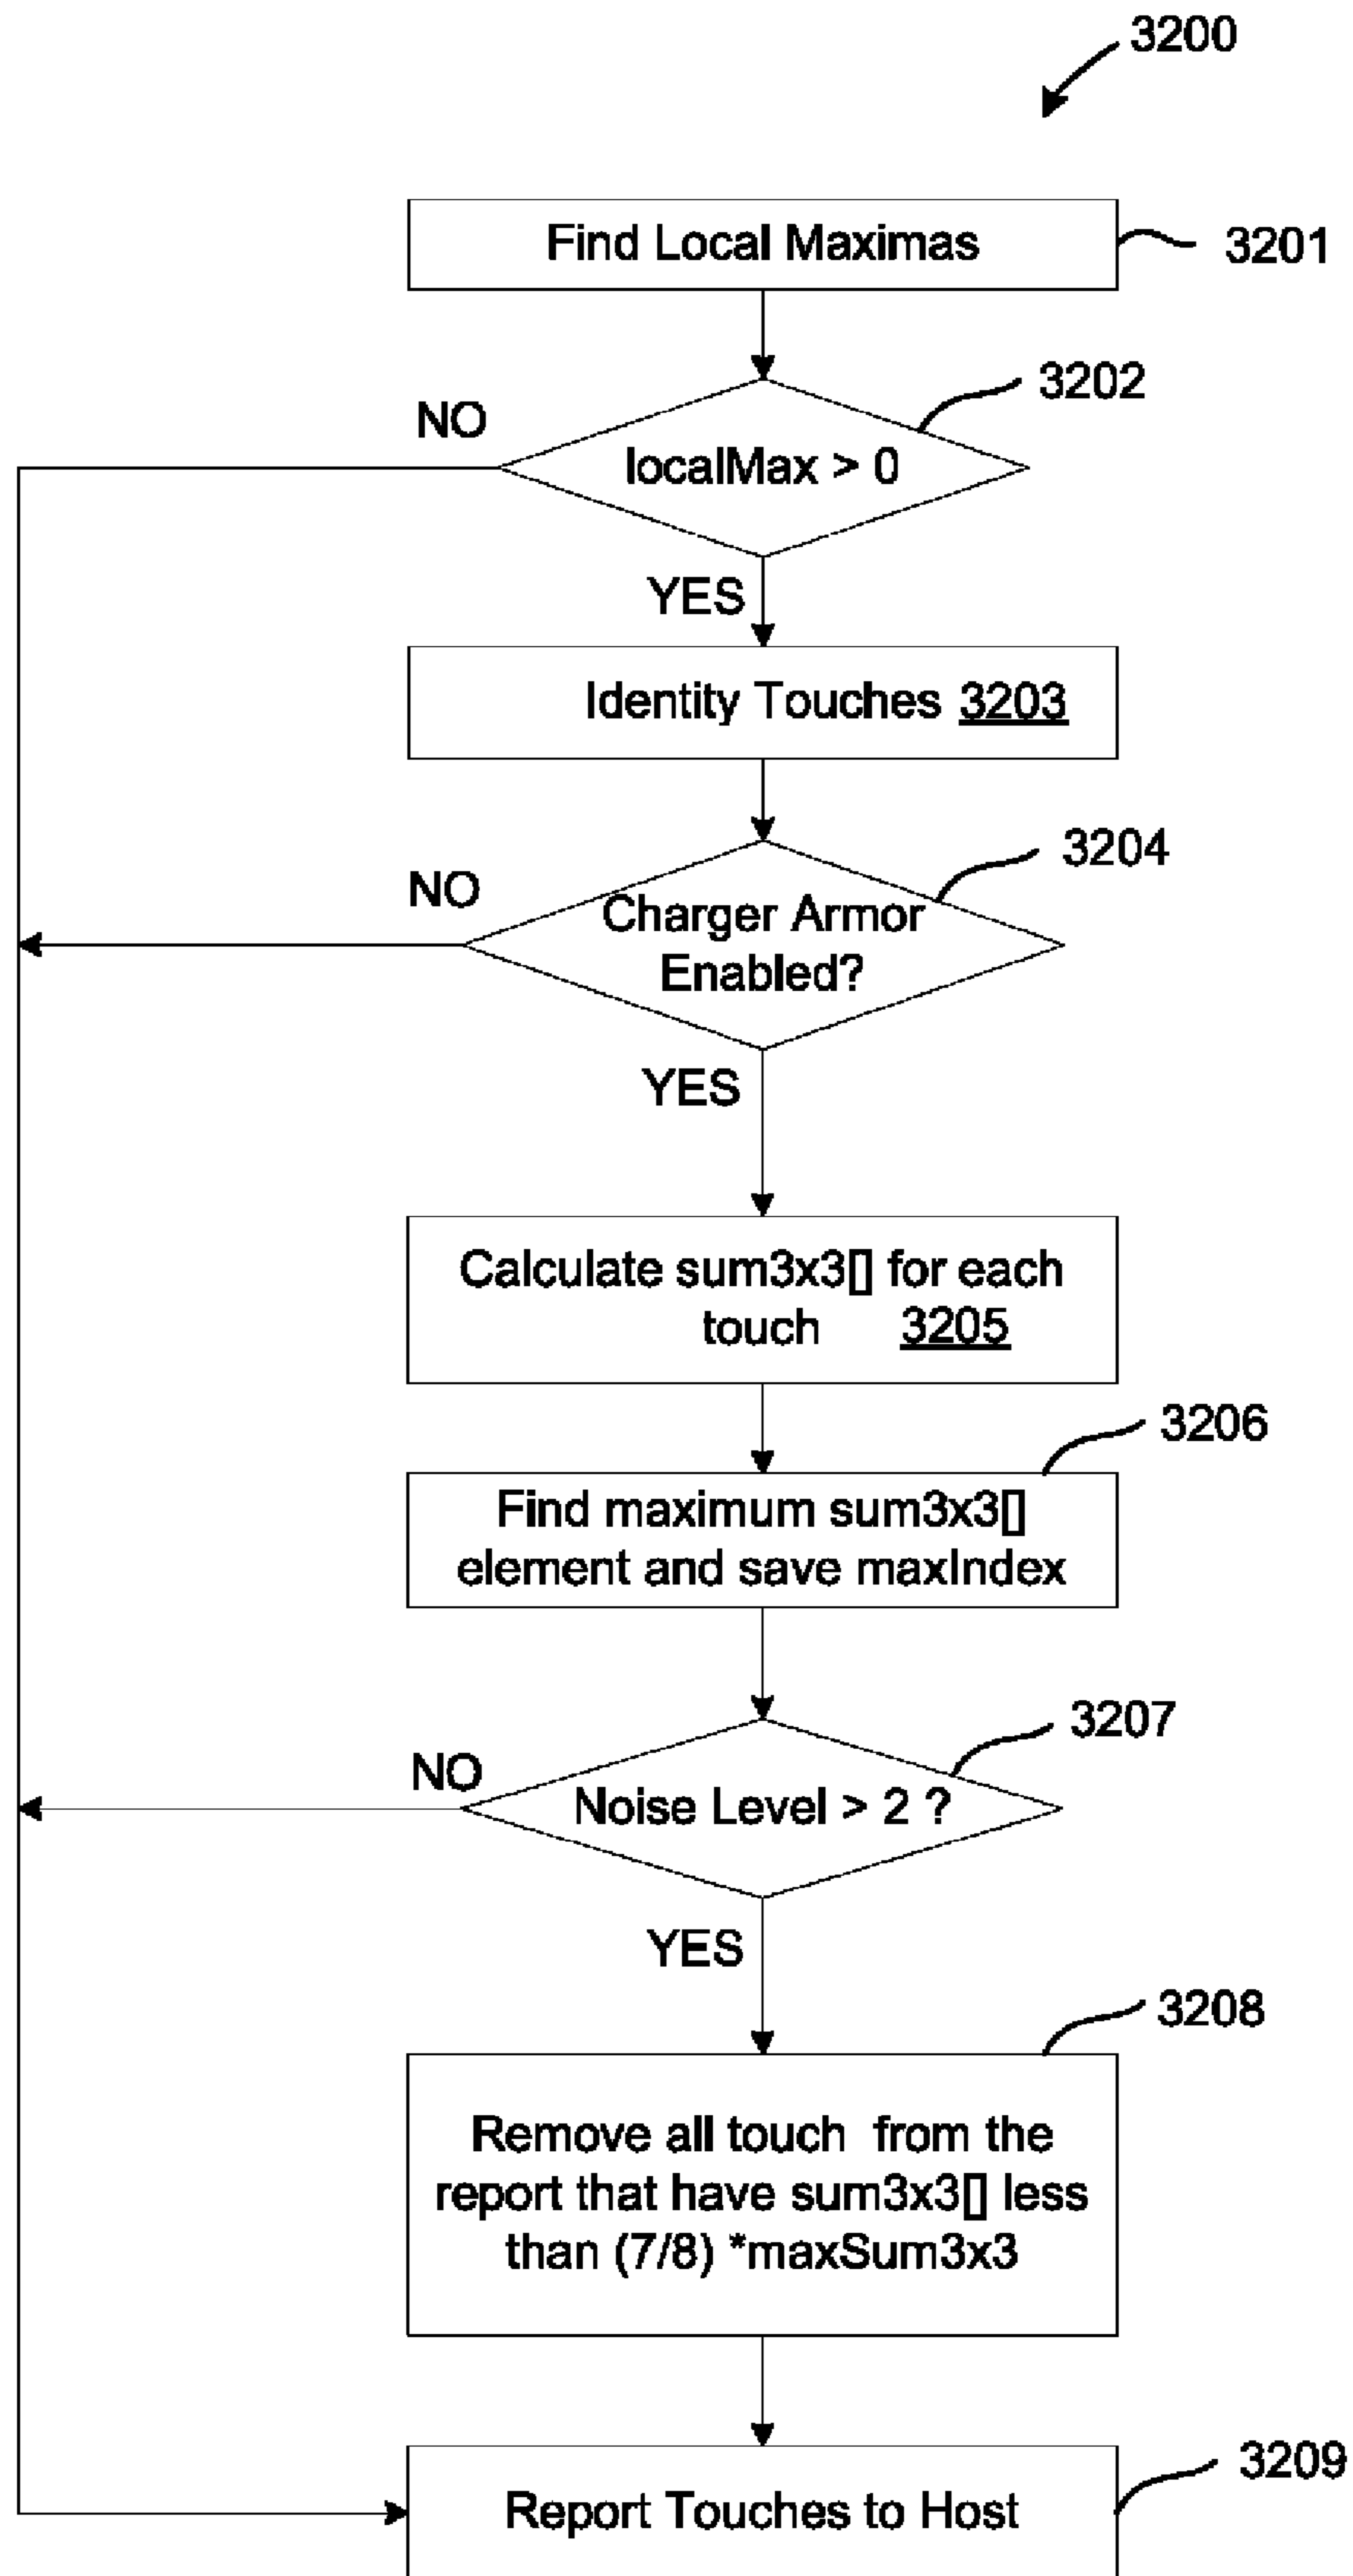 3200
Find Local Maximas
3201
3202
NO
localMax > 0
YES
Identity Touches 3203
3204
NO
Charger Armor
Enabled?
YES
Calculate sum3x3[] for each
touch 3205
3206
Find maximum sum3x3[]
element and save maxIndex
3207
NO
Noise Level > 2 ?
YES
3208
Remove all touch from the
report that have sum3x3[] less
than (7/8) *maxSum3x3
3209
Report Touches to Host